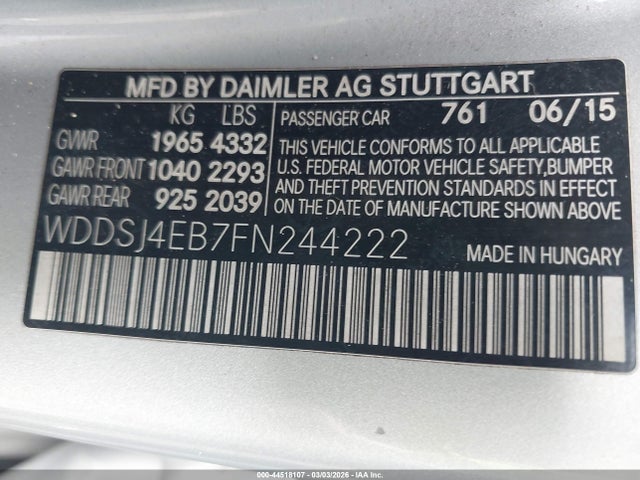 MFD BY DAIMLER AG STUTTGART
KG LBS
PASSENGER CAR 761 06/15
GVWR 1965 4332
GAWR FRONT 1040 2293
GAWR REAR 925 2039
THIS VEHICLE CONFORMS TO ALL APPLICABLE
U.S. FEDERAL MOTOR VEHICLE SAFETY,BUMPER
AND THEFT PREVENTION STANDARDS IN EFFECT
ON THE DATE OF MANUFACTURE SHOWN ABOVE
WDDSJ4EB7FN244222
MADE IN HUNGARY
000-44518107 - 03/03/2026 - IAA Inc.